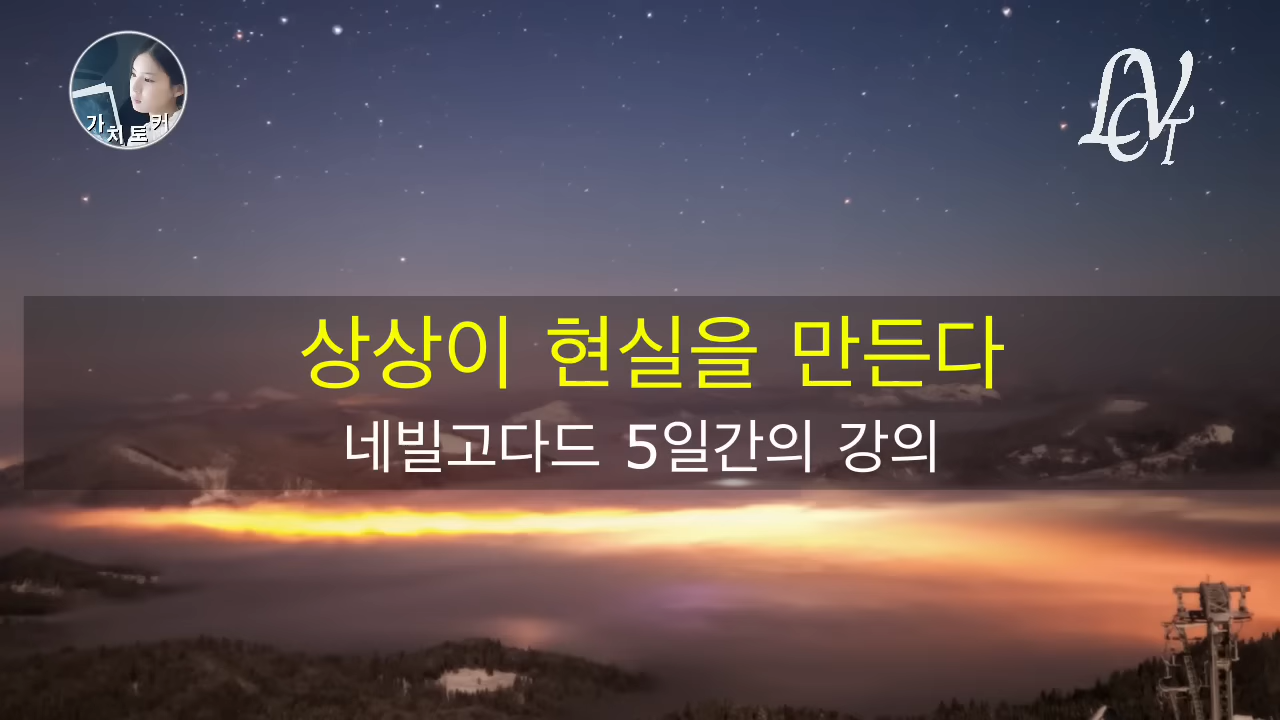 가치토커
상상이 현실을 만든다
네빌고다드 5일간의 강의